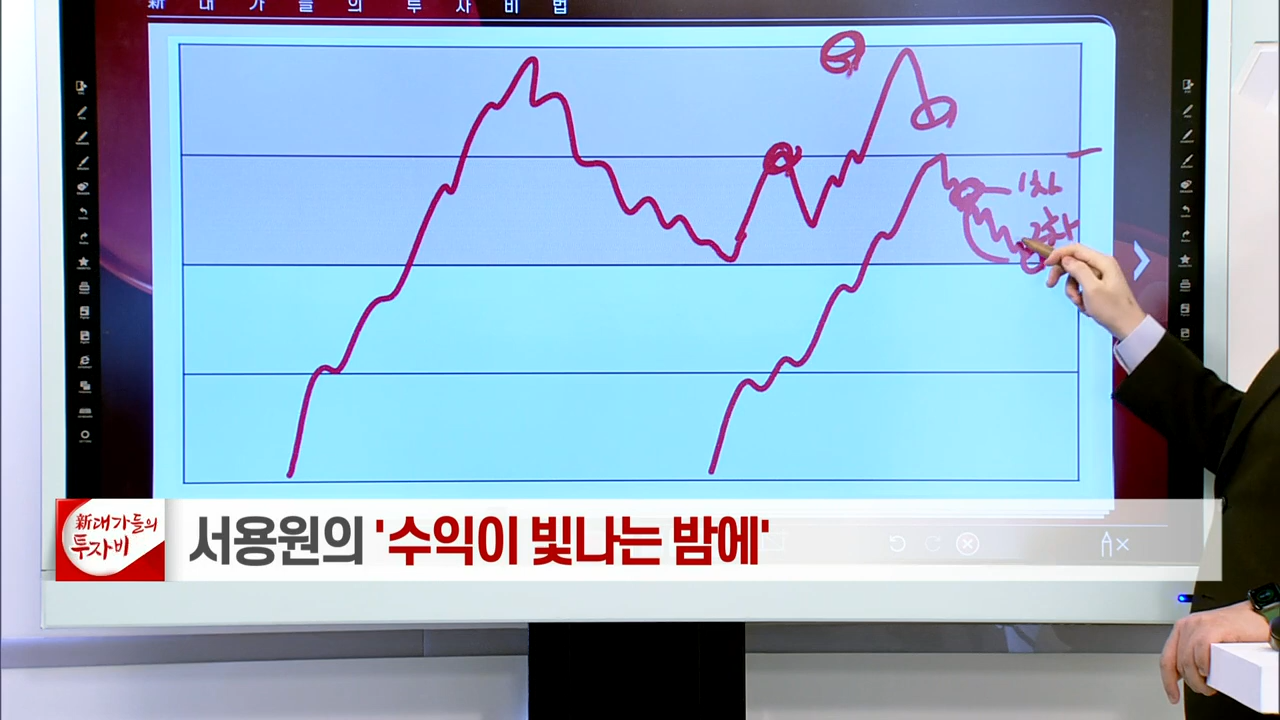 新 대 가 들 의 투 자 비 법
1차
2차
新대가들의
투자비
서용원의 '수익이 빛나는 밤에'